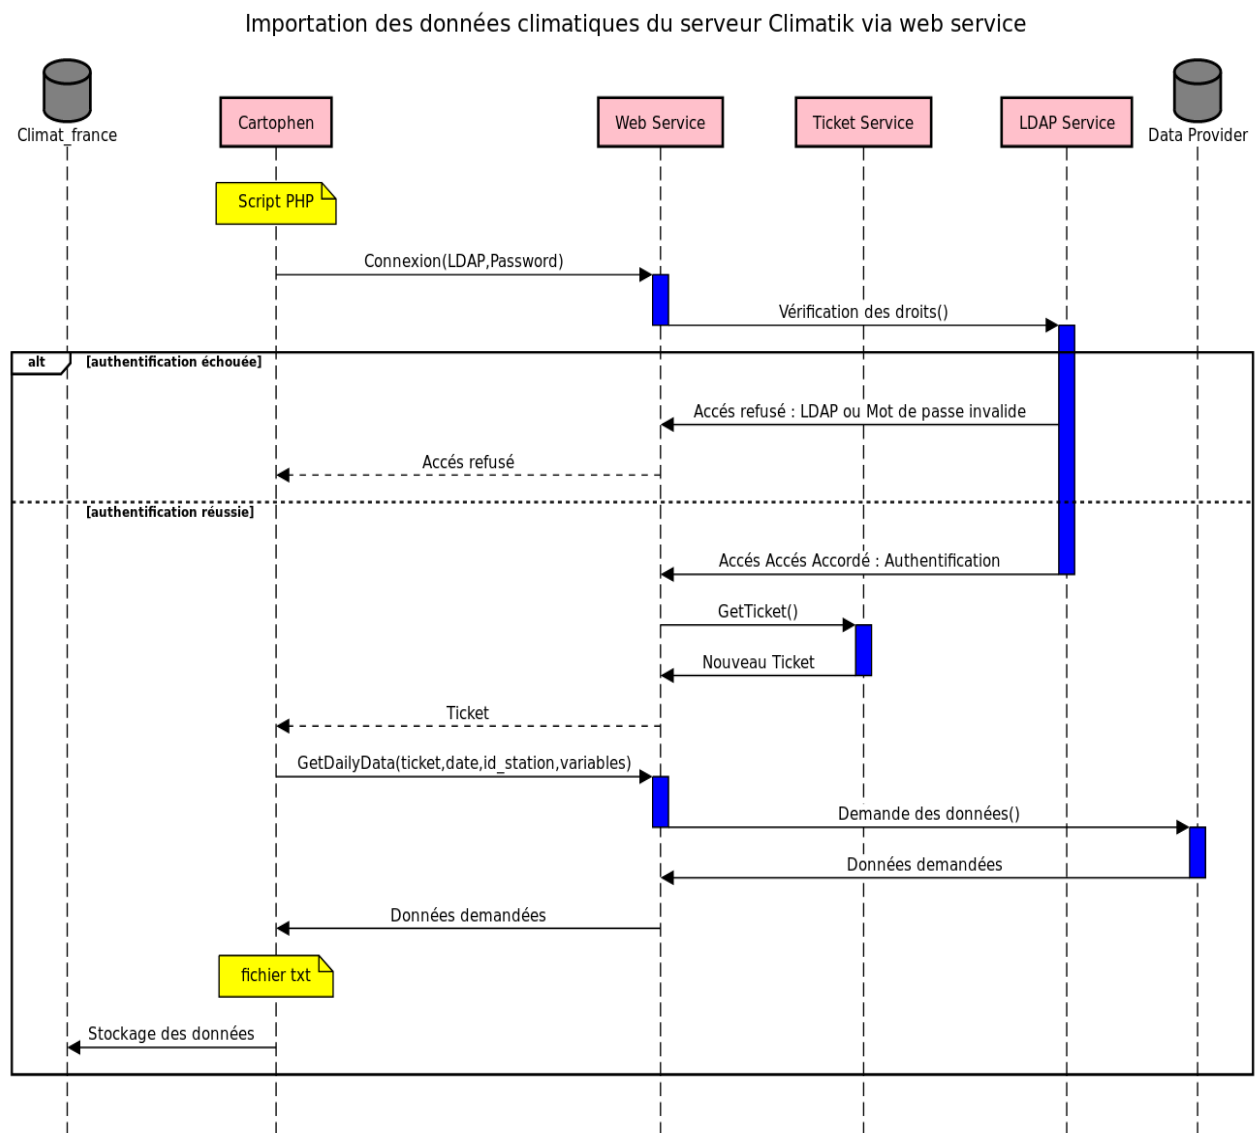 Importation des données climatiques du serveur Climatik via web service
Climat_france
Cartophen
Web Service
Ticket Service
LDAP Service
Data Provider
Script PHP
Connexion(LDAP,Password)
Vérification des droits()
alt
[authentification échouée]
Accés refusé : LDAP ou Mot de passe invalide
Accés refusé
[authentification réussie]
Accés Accés Accordé : Authentification
GetTicket()
Nouveau Ticket
Ticket
GetDailyData(ticket,date,id_station,variables)
Demande des données()
Données demandées
Données demandées
fichier txt
Stockage des données